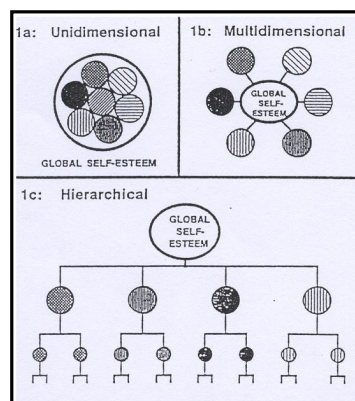 1a: Unidimensional
GLOBAL SELF-ESTEEM
1b: Multidimensional
GLOBAL
SELF-
ESTEEM
1c: Hierarchical
GLOBAL
SELF-
ESTEEM